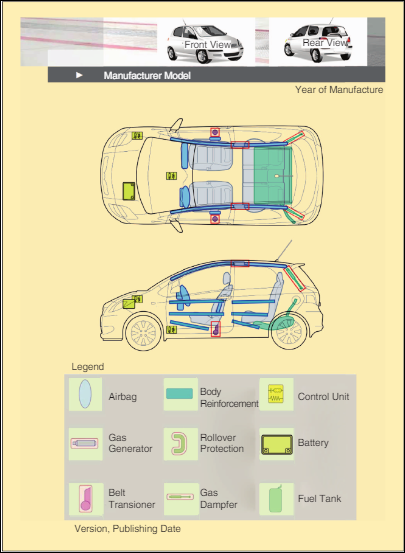 Front View
Rear View
Manufacturer Model
Year of Manufacture
Legend
Airbag
Body
Reinforcement
Control Unit
Gas
Generator
Rollover
Protection
Battery
Belt
Transioner
Gas
Dampfer
Fuel Tank
Version, Publishing Date